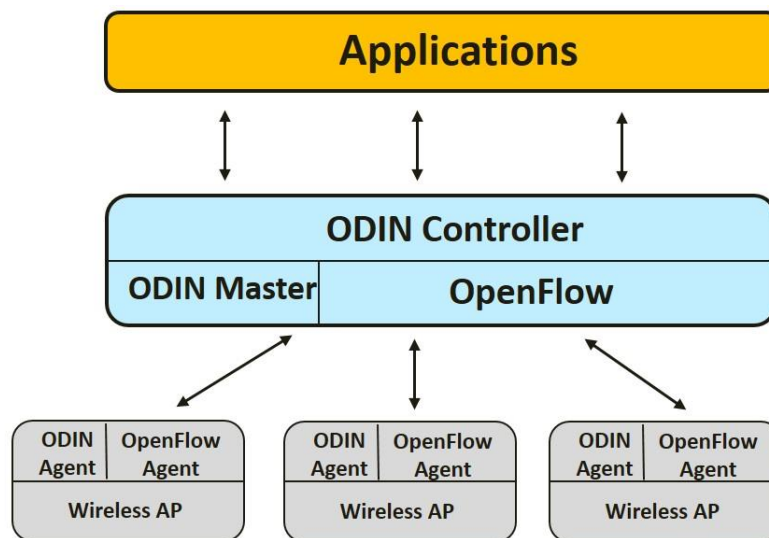 Applications
ODIN Controller
ODIN Master
OpenFlow
ODIN
Agent
OpenFlow
Agent
Wireless AP
ODIN
Agent
OpenFlow
Agent
Wireless AP
ODIN
Agent
OpenFlow
Agent
Wireless AP